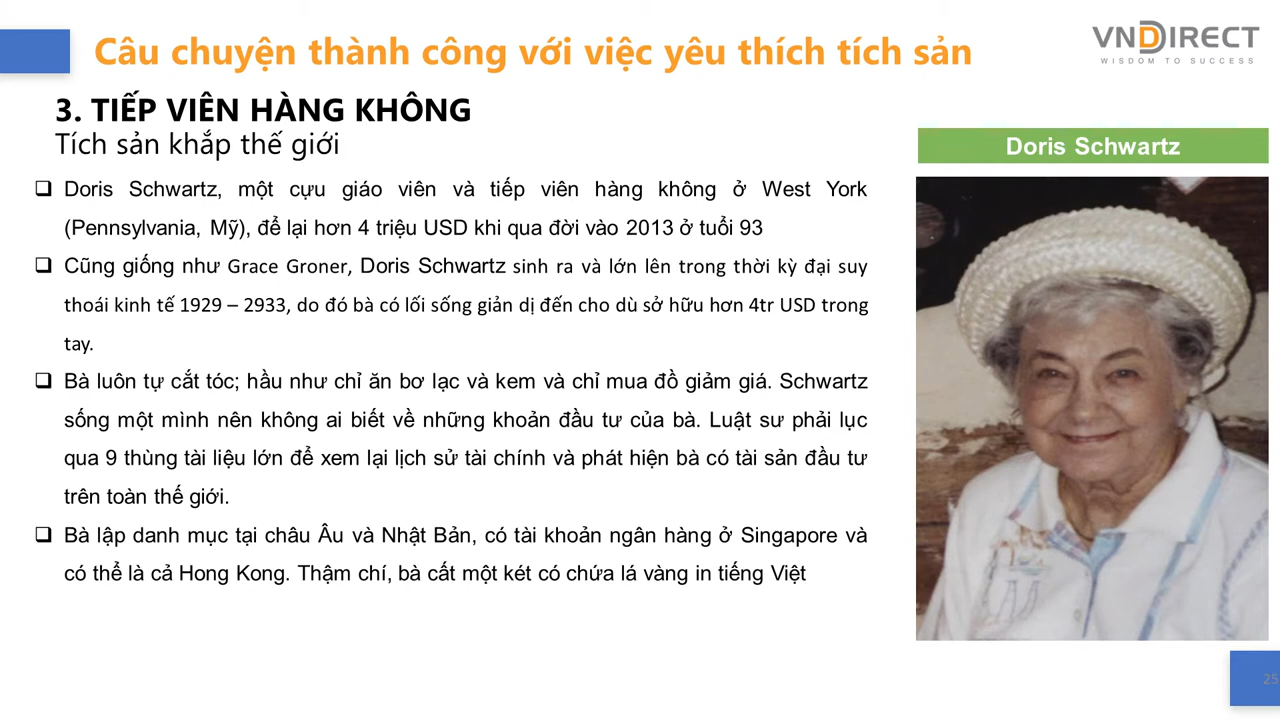 Câu chuyện thành công với việc yêu thích tích sản
VNDIRECT
WISDOM TO SUCCESS
3. TIẾP VIÊN HÀNG KHÔNG
Tích sản khắp thế giới
Doris Schwartz
❑ Doris Schwartz, một cựu giáo viên và tiếp viên hàng không ở West York
(Pennsylvania, Mỹ), để lại hơn 4 triệu USD khi qua đời vào 2013 ở tuổi 93
❑ Cũng giống như Grace Groner, Doris Schwartz sinh ra và lớn lên trong thời kỳ đại suy
thoái kinh tế 1929 – 2933, do đó bà có lối sống giản dị đến cho dù sở hữu hơn 4tr USD trong
tay.
❑ Bà luôn tự cắt tóc; hầu như chỉ ăn bơ lạc và kem và chỉ mua đồ giảm giá. Schwartz
sống một mình nên không ai biết về những khoản đầu tư của bà. Luật sư phải lục
qua 9 thùng tài liệu lớn để xem lại lịch sử tài chính và phát hiện bà có tài sản đầu tư
trên toàn thế giới.
❑ Bà lập danh mục tại châu Âu và Nhật Bản, có tài khoản ngân hàng ở Singapore và
có thể là cả Hong Kong. Thậm chí, bà cất một két có chứa lá vàng in tiếng Việt
25